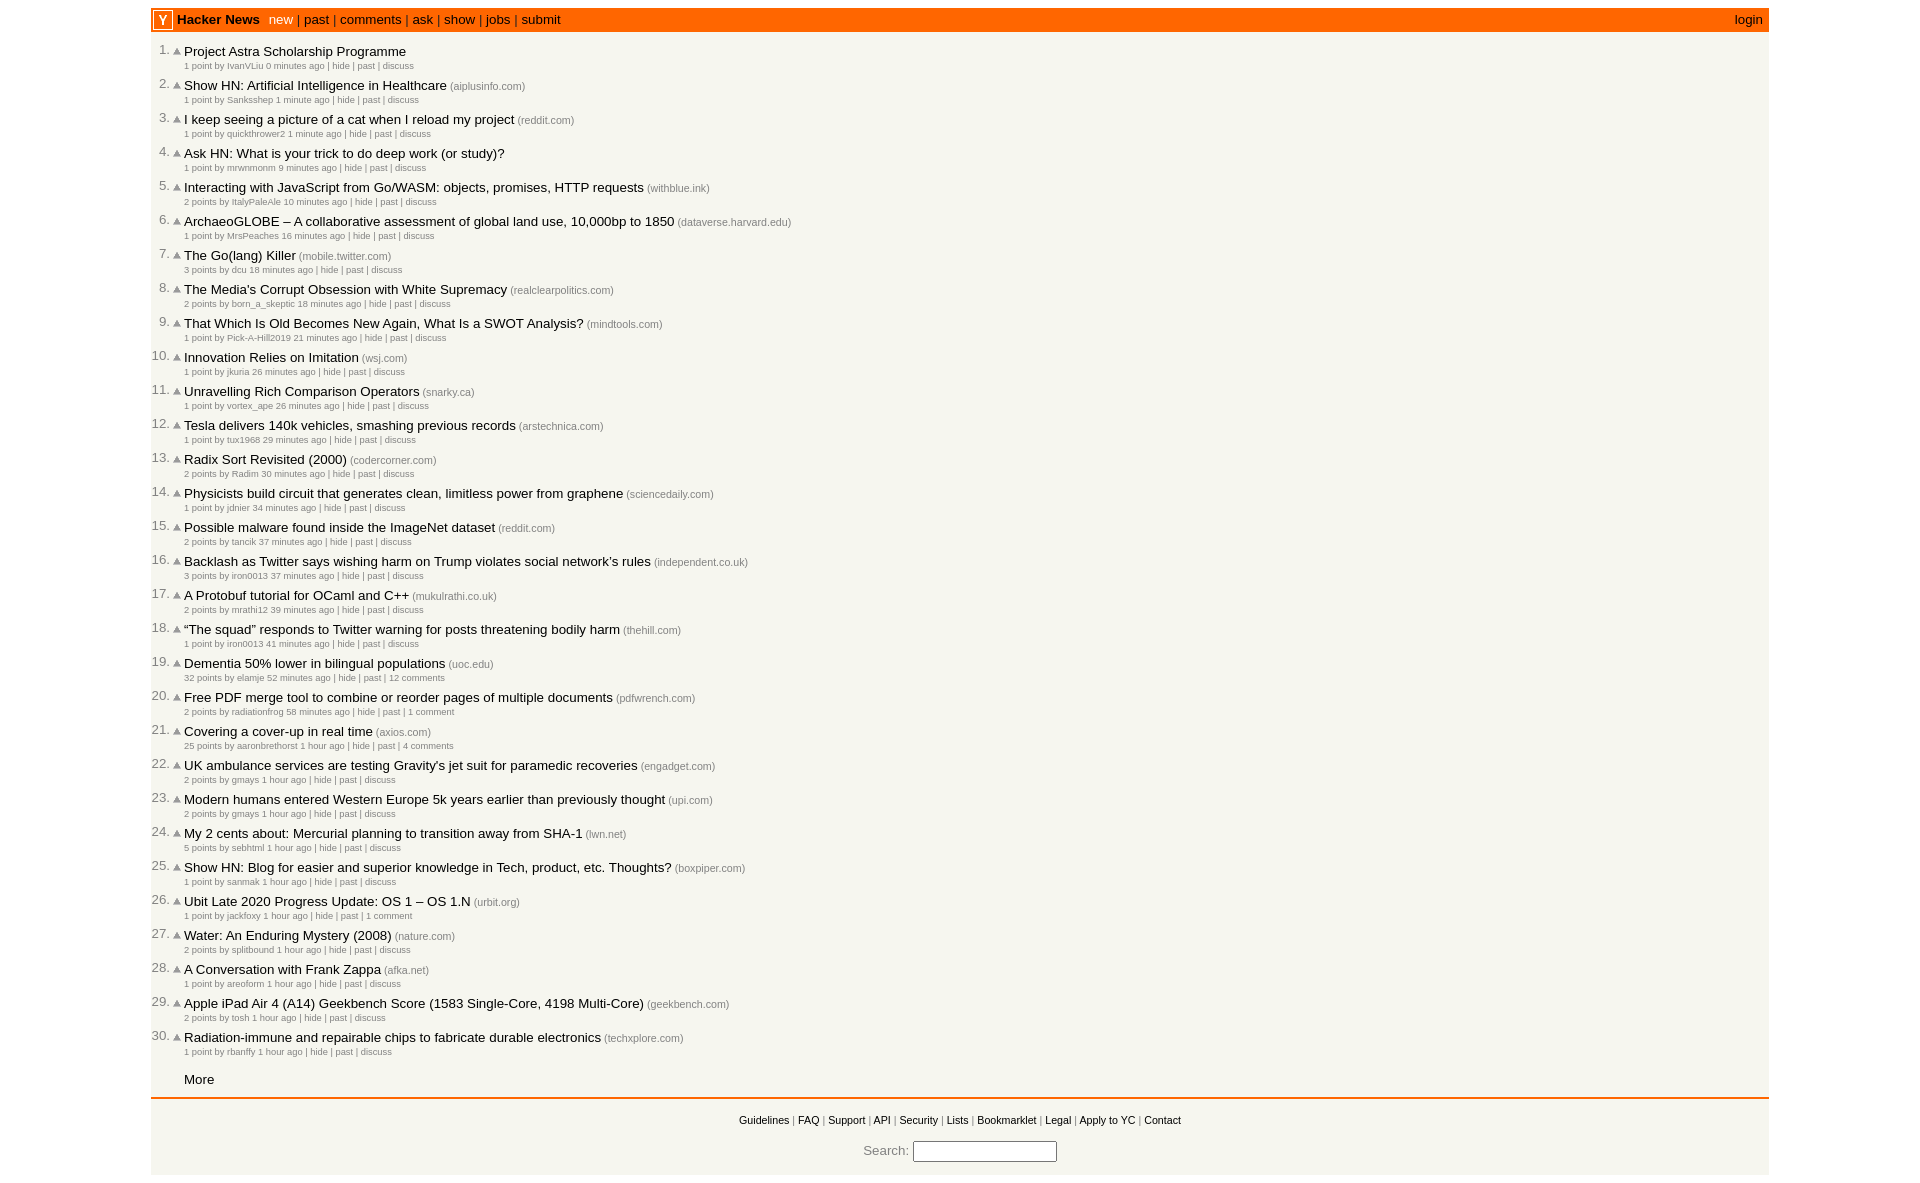 Y Hacker News new | past | comments | ask | show | jobs | submit login
1. Project Astra Scholarship Programme
1 point by IvanVLiu 0 minutes ago | hide | past | discuss
2. Show HN: Artificial Intelligence in Healthcare (aiplusinfo.com)
1 point by Sanksshep 1 minute ago | hide | past | discuss
3. I keep seeing a picture of a cat when I reload my project (reddit.com)
1 point by quickthrower2 1 minute ago | hide | past | discuss
4. Ask HN: What is your trick to do deep work (or study)?
1 point by mrwnmonm 9 minutes ago | hide | past | discuss
5. Interacting with JavaScript from Go/WASM: objects, promises, HTTP requests (withblue.ink)
2 points by ItalyPaleAle 10 minutes ago | hide | past | discuss
6. ArchaeoGLOBE – A collaborative assessment of global land use, 10,000bp to 1850 (dataverse.harvard.edu)
1 point by MrsPeaches 16 minutes ago | hide | past | discuss
7. The Go(lang) Killer (mobile.twitter.com)
3 points by dcu 18 minutes ago | hide | past | discuss
8. The Media's Corrupt Obsession with White Supremacy (realclearpolitics.com)
2 points by born_a_skeptic 18 minutes ago | hide | past | discuss
9. That Which Is Old Becomes New Again, What Is a SWOT Analysis? (mindtools.com)
1 point by Pick-A-Hill2019 21 minutes ago | hide | past | discuss
10. Innovation Relies on Imitation (wsj.com)
1 point by jkuria 26 minutes ago | hide | past | discuss
11. Unravelling Rich Comparison Operators (snarky.ca)
1 point by vortex_ape 26 minutes ago | hide | past | discuss
12. Tesla delivers 140k vehicles, smashing previous records (arstechnica.com)
1 point by tux1968 29 minutes ago | hide | past | discuss
13. Radix Sort Revisited (2000) (codercorner.com)
2 points by Radim 30 minutes ago | hide | past | discuss
14. Physicists build circuit that generates clean, limitless power from graphene (sciencedaily.com)
1 point by jdnier 34 minutes ago | hide | past | discuss
15. Possible malware found inside the ImageNet dataset (reddit.com)
2 points by tancik 37 minutes ago | hide | past | discuss
16. Backlash as Twitter says wishing harm on Trump violates social network’s rules (independent.co.uk)
3 points by iron0013 37 minutes ago | hide | past | discuss
17. A Protobuf tutorial for OCaml and C++ (mukulrathi.co.uk)
2 points by mrathi12 39 minutes ago | hide | past | discuss
18. “The squad” responds to Twitter warning for posts threatening bodily harm (thehill.com)
1 point by iron0013 41 minutes ago | hide | past | discuss
19. Dementia 50% lower in bilingual populations (uoc.edu)
32 points by elamje 52 minutes ago | hide | past | 12 comments
20. Free PDF merge tool to combine or reorder pages of multiple documents (pdfwrench.com)
2 points by radiationfrog 58 minutes ago | hide | past | 1 comment
21. Covering a cover-up in real time (axios.com)
25 points by aaronbrethorst 1 hour ago | hide | past | 4 comments
22. UK ambulance services are testing Gravity's jet suit for paramedic recoveries (engadget.com)
2 points by gmays 1 hour ago | hide | past | discuss
23. Modern humans entered Western Europe 5k years earlier than previously thought (upi.com)
2 points by gmays 1 hour ago | hide | past | discuss
24. My 2 cents about: Mercurial planning to transition away from SHA-1 (lwn.net)
5 points by sebhtml 1 hour ago | hide | past | discuss
25. Show HN: Blog for easier and superior knowledge in Tech, product, etc. Thoughts? (boxpiper.com)
1 point by sanmak 1 hour ago | hide | past | discuss
26. Ubit Late 2020 Progress Update: OS 1 – OS 1.N (urbit.org)
1 point by jackfoxy 1 hour ago | hide | past | 1 comment
27. Water: An Enduring Mystery (2008) (nature.com)
2 points by splitbound 1 hour ago | hide | past | discuss
28. A Conversation with Frank Zappa (afka.net)
1 point by areoform 1 hour ago | hide | past | discuss
29. Apple iPad Air 4 (A14) Geekbench Score (1583 Single-Core, 4198 Multi-Core) (geekbench.com)
2 points by tosh 1 hour ago | hide | past | discuss
30. Radiation-immune and repairable chips to fabricate durable electronics (techxplore.com)
1 point by rbanffy 1 hour ago | hide | past | discuss
More
Guidelines | FAQ | Support | API | Security | Lists | Bookmarklet | Legal | Apply to YC | Contact
Search: